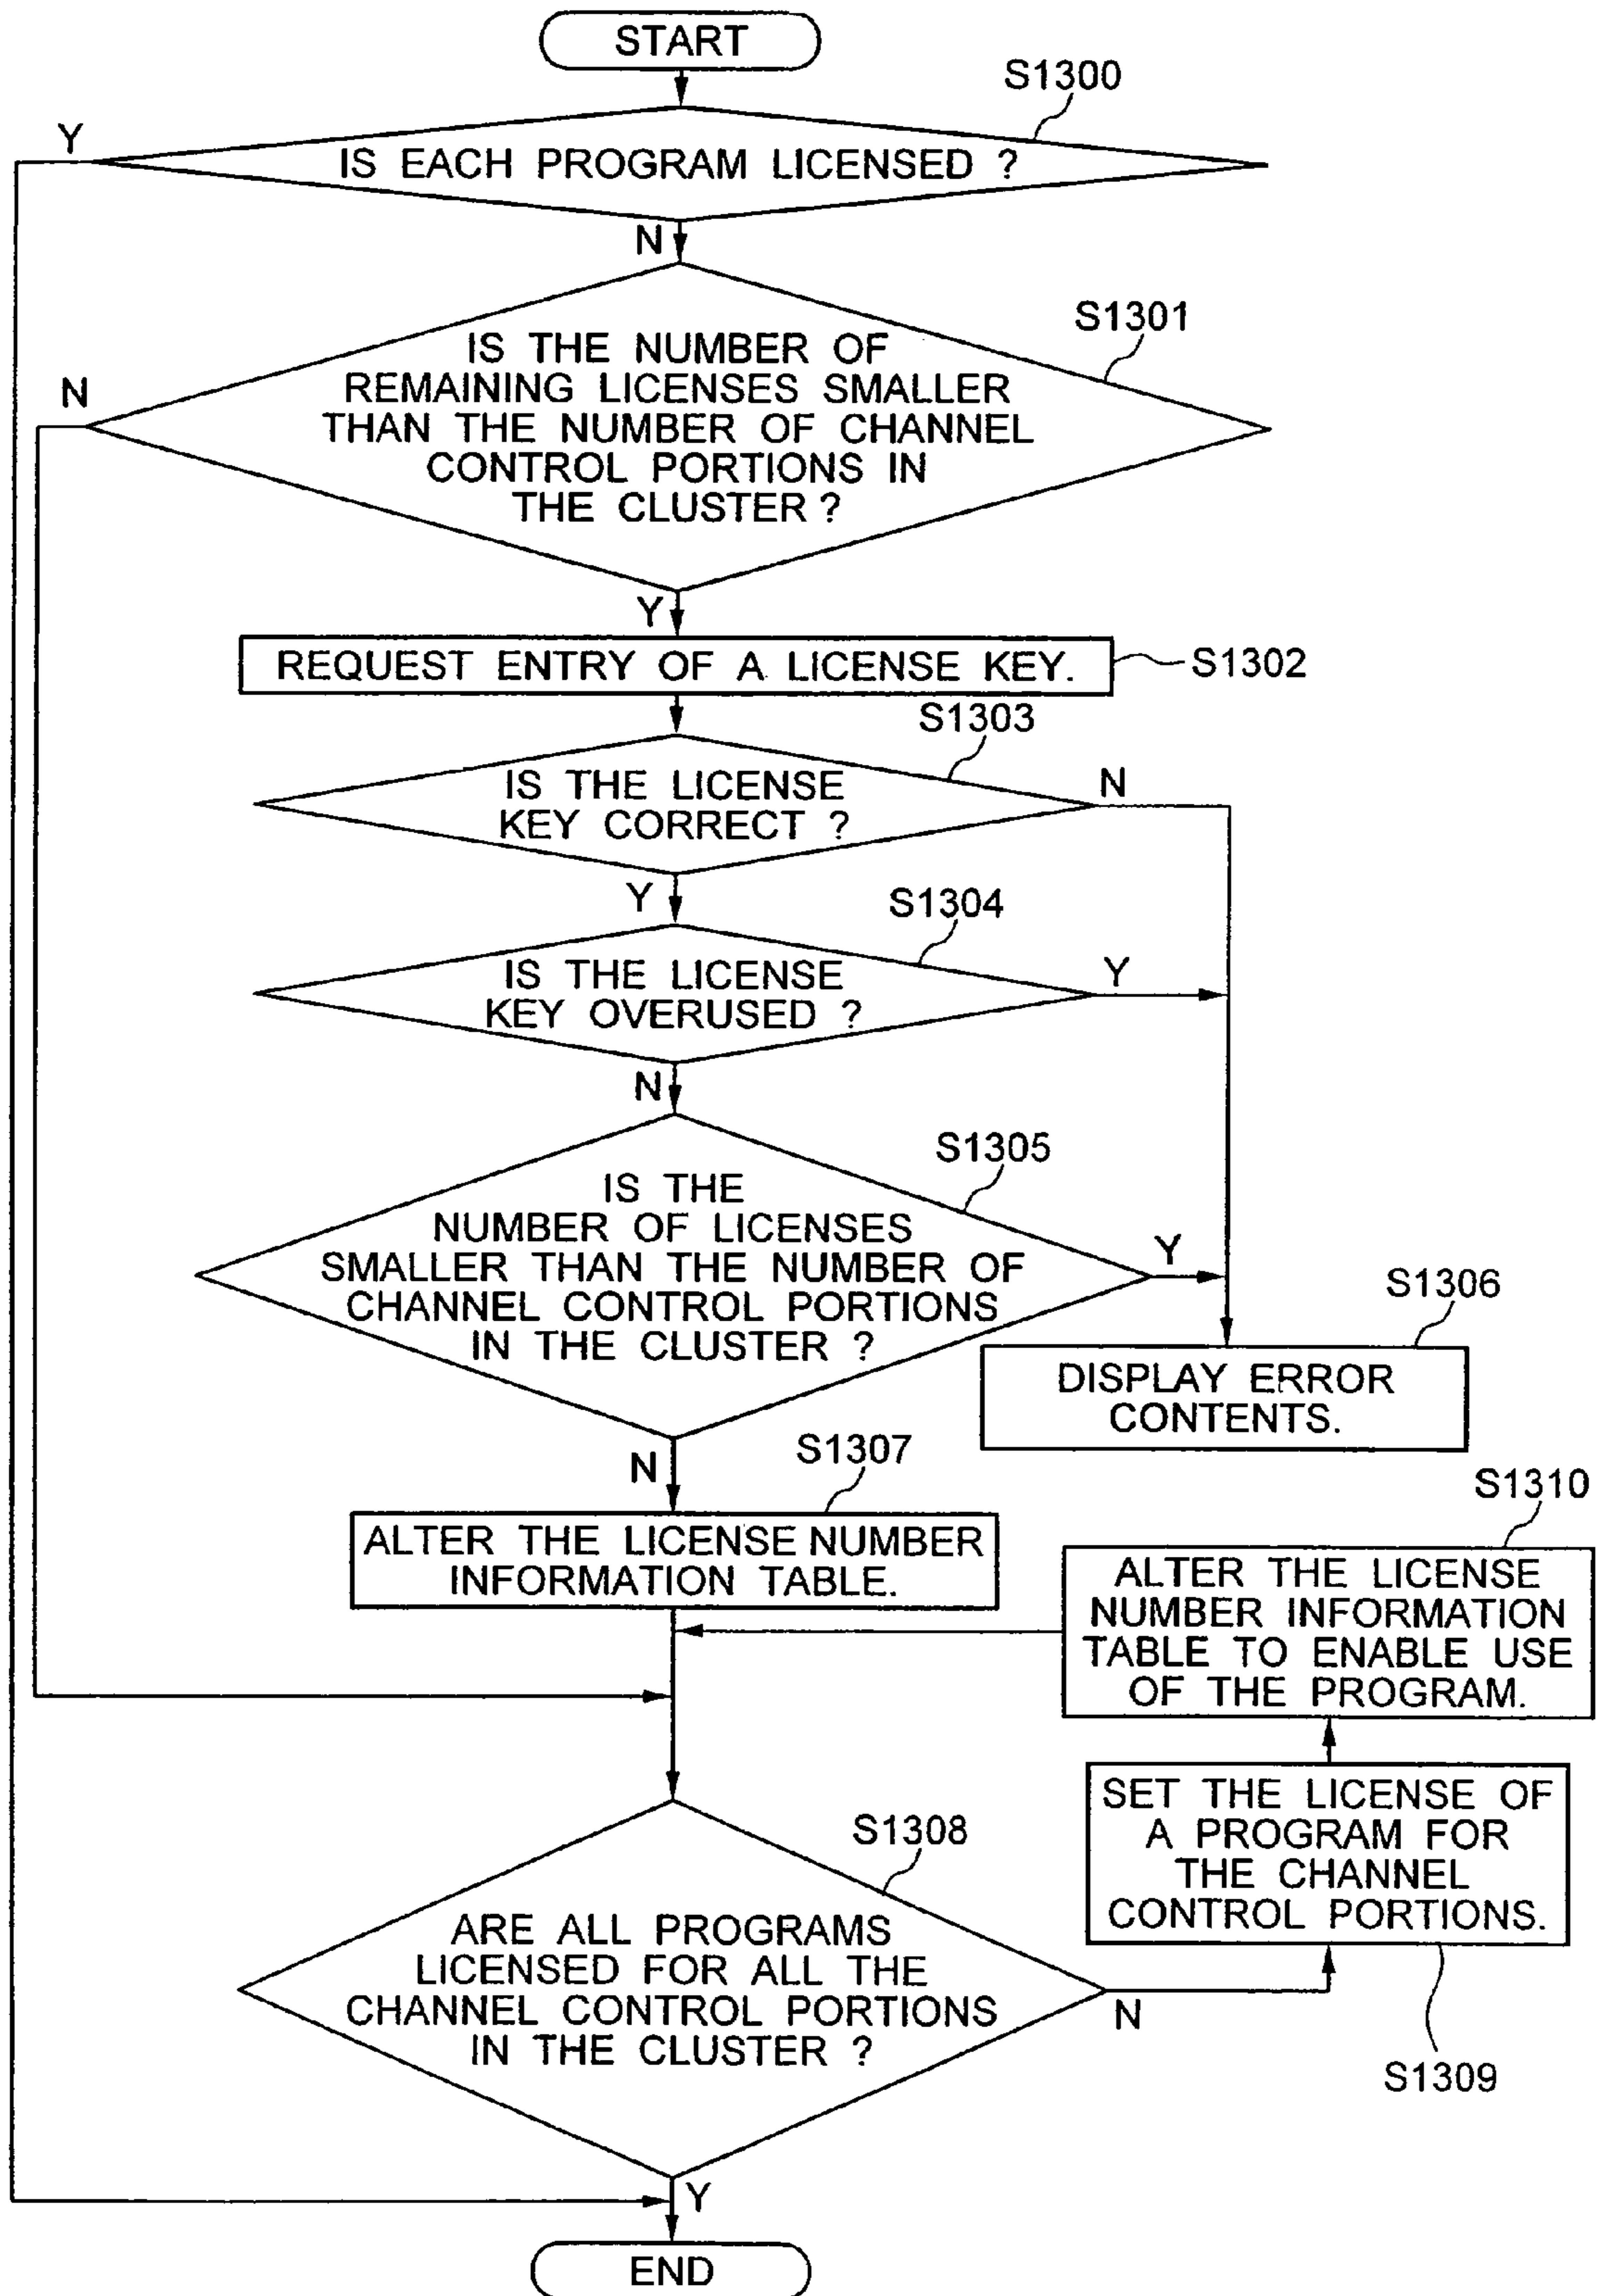 START
S1300
Y
IS EACH PROGRAM LICENSED ?
N
S1301
IS THE NUMBER OF
REMAINING LICENSES SMALLER
THAN THE NUMBER OF CHANNEL
CONTROL PORTIONS IN
THE CLUSTER ?
N
Y
REQUEST ENTRY OF A LICENSE KEY.
S1302
S1303
IS THE LICENSE
KEY CORRECT ?
N
Y
S1304
IS THE LICENSE
KEY OVERUSED ?
Y
N
S1305
IS THE
NUMBER OF LICENSES
SMALLER THAN THE NUMBER OF
CHANNEL CONTROL PORTIONS
IN THE CLUSTER ?
Y
S1306
DISPLAY ERROR
CONTENTS.
N
S1307
ALTER THE LICENSE NUMBER
INFORMATION TABLE.
S1310
ALTER THE LICENSE
NUMBER INFORMATION
TABLE TO ENABLE USE
OF THE PROGRAM.
SET THE LICENSE OF
A PROGRAM FOR
THE CHANNEL
CONTROL PORTIONS.
S1309
S1308
ARE ALL PROGRAMS
LICENSED FOR ALL THE
CHANNEL CONTROL PORTIONS
IN THE CLUSTER ?
N
Y
END